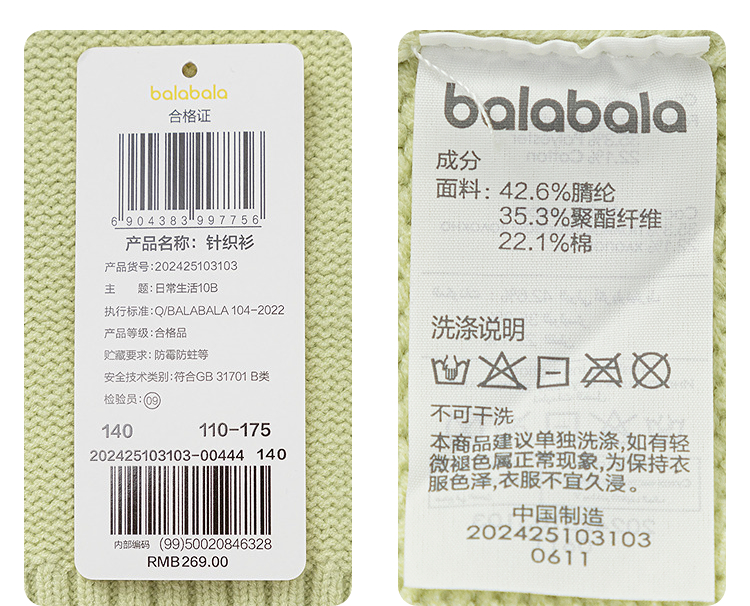 balabala
合格证
6 904383 997756
产品名称：针织衫
产品货号:202425103103
主 题:日常生活10B
执行标准:Q/BALABALA 104-2022
产品等级:合格品
贮藏要求:防霉防蛀等
安全技术类别:符合GB 31701 B类
检验员:09
140 110-175
202425103103-00444 140
内部编码 (99)50020846328
RMB269.00
balabala
成分
面料: 42.6%腈纶
35.3%聚酯纤维
22.1%棉
洗涤说明
不可干洗
本商品建议单独洗涤,如有轻
微褪色属正常现象,为保持衣
服色泽,衣服不宜久浸。
中国制造
202425103103
0611